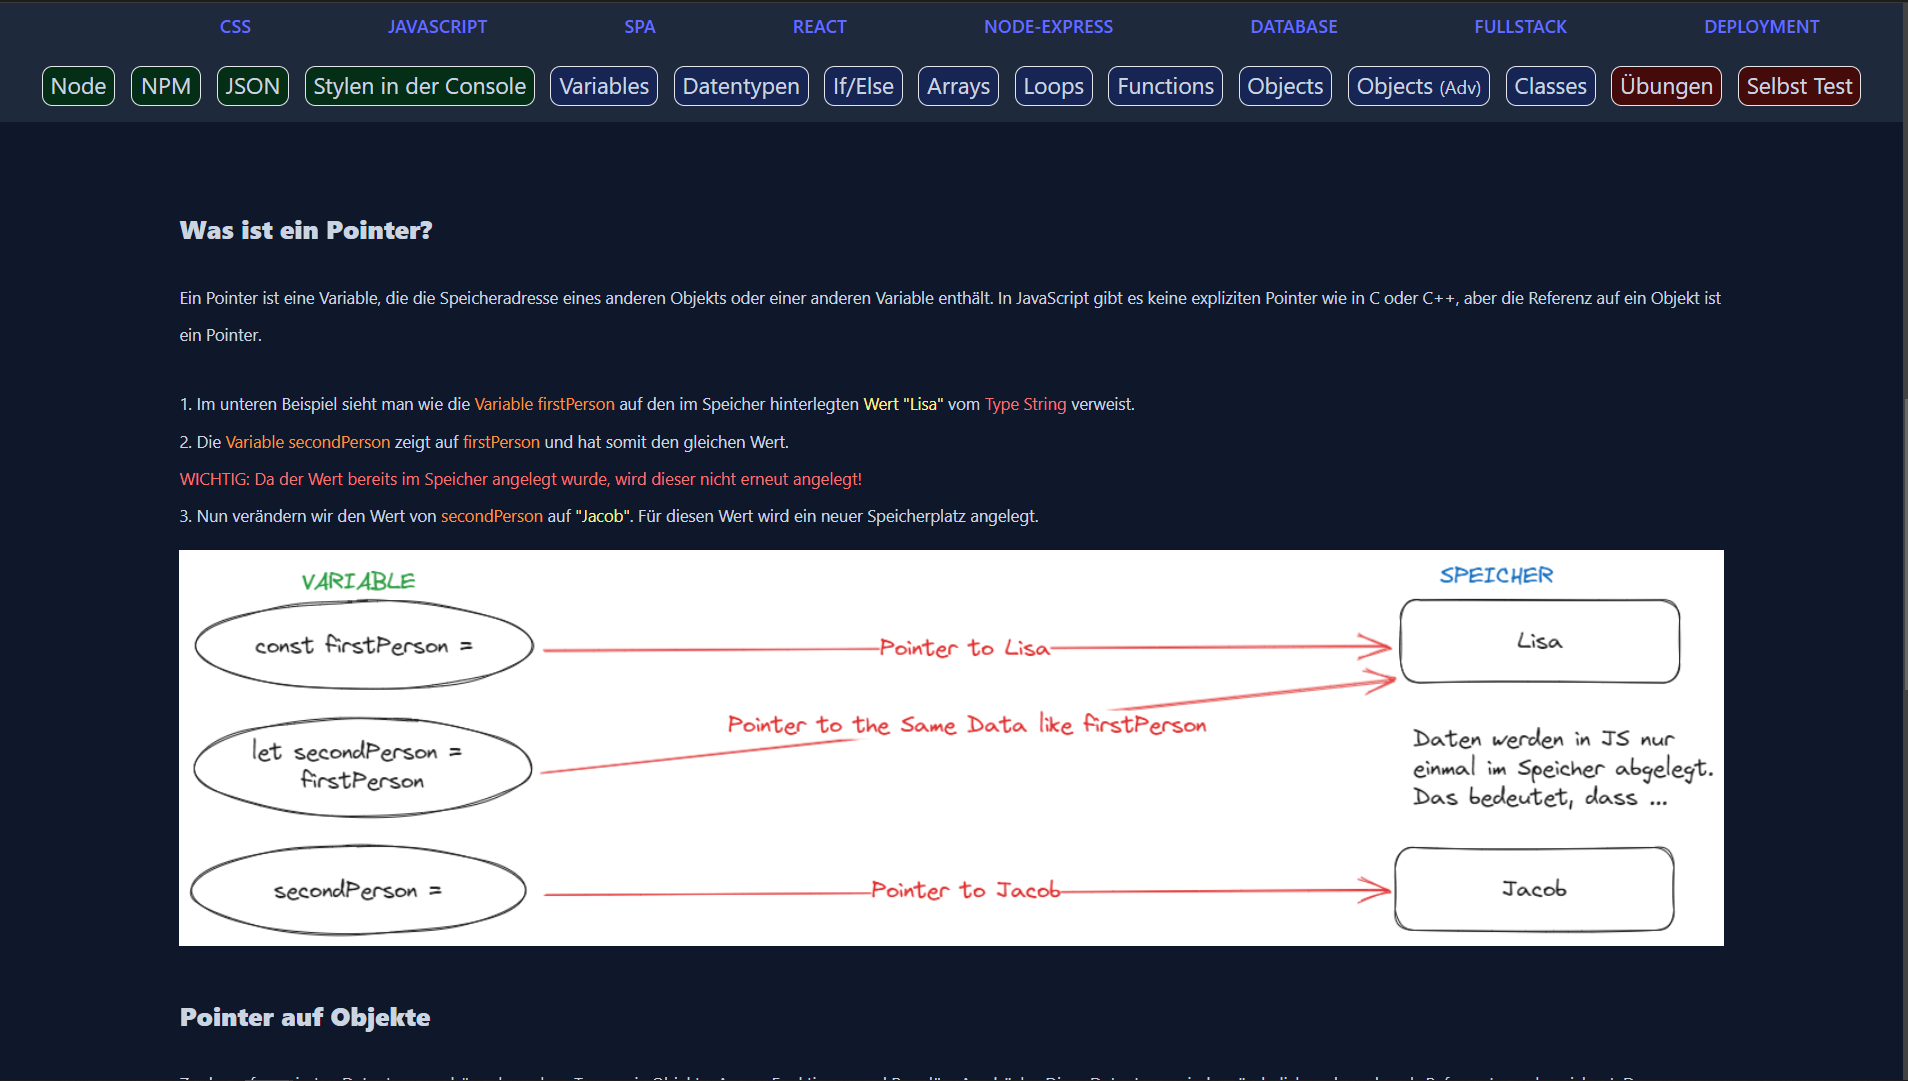 CSS JAVASCRIPT SPA REACT NODE-EXPRESS DATABASE FULLSTACK DEPLOYMENT
Node NPM JSON Stylen in der Console Variables Datentypen If/Else Arrays Loops Functions Objects Objects (Adv) Classes Übungen Selbst Test
Was ist ein Pointer?
Ein Pointer ist eine Variable, die die Speicheradresse eines anderen Objekts oder einer anderen Variable enthält. In JavaScript gibt es keine expliziten Pointer wie in C oder C++, aber die Referenz auf ein Objekt ist
ein Pointer.
1. Im unteren Beispiel sieht man wie die Variable firstPerson auf den im Speicher hinterlegten Wert "Lisa" vom Type String verweist.
2. Die Variable secondPerson zeigt auf firstPerson und hat somit den gleichen Wert.
WICHTIG: Da der Wert bereits im Speicher angelegt wurde, wird dieser nicht erneut angelegt!
3. Nun verändern wir den Wert von secondPerson auf "Jacob". Für diesen Wert wird ein neuer Speicherplatz angelegt.
VARIABLE
SPEICHER
const firstPerson =
Pointer to Lisa
Lisa
Pointer to the Same Data like firstPerson
let secondPerson =
firstPerson
Daten werden in JS nur
einmal im Speicher abgelegt.
Das bedeutet, dass ...
secondPerson =
Pointer to Jacob
Jacob
Pointer auf Objekte